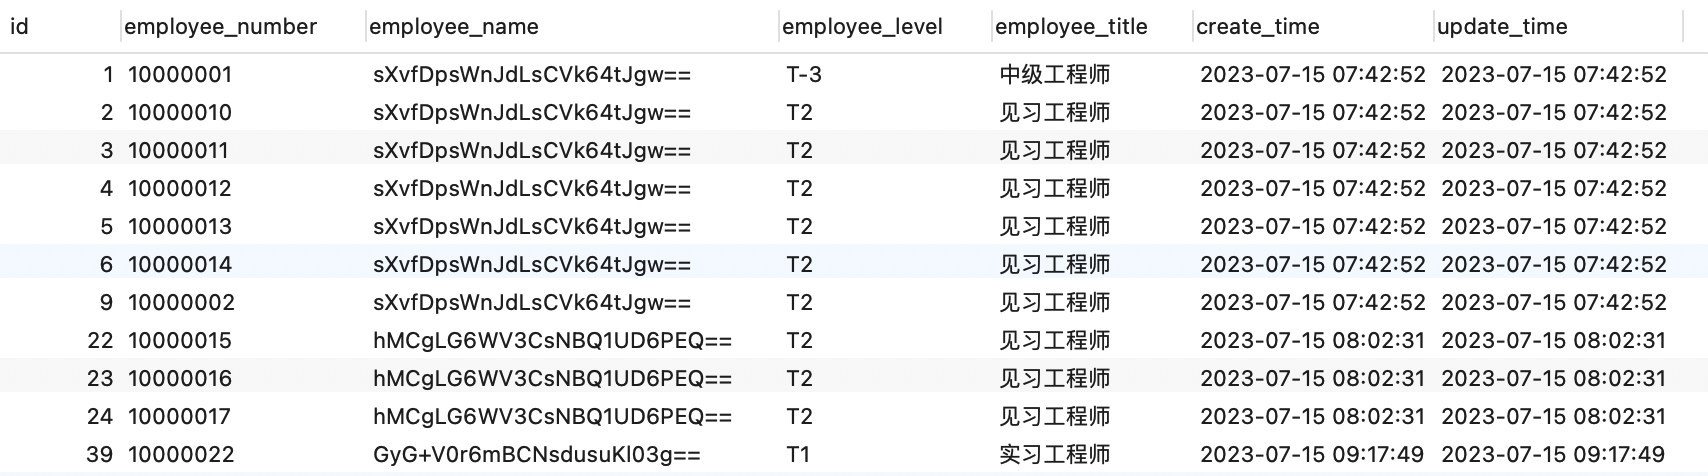 id employee_number employee_name employee_level employee_title create_time update_time
1 10000001 sXvfDpsWnJdLsCVk64tJgw== T-3 中级工程师 2023-07-15 07:42:52 2023-07-15 07:42:52
2 10000010 sXvfDpsWnJdLsCVk64tJgw== T2 见习工程师 2023-07-15 07:42:52 2023-07-15 07:42:52
3 10000011 sXvfDpsWnJdLsCVk64tJgw== T2 见习工程师 2023-07-15 07:42:52 2023-07-15 07:42:52
4 10000012 sXvfDpsWnJdLsCVk64tJgw== T2 见习工程师 2023-07-15 07:42:52 2023-07-15 07:42:52
5 10000013 sXvfDpsWnJdLsCVk64tJgw== T2 见习工程师 2023-07-15 07:42:52 2023-07-15 07:42:52
6 10000014 sXvfDpsWnJdLsCVk64tJgw== T2 见习工程师 2023-07-15 07:42:52 2023-07-15 07:42:52
9 10000002 sXvfDpsWnJdLsCVk64tJgw== T2 见习工程师 2023-07-15 07:42:52 2023-07-15 07:42:52
22 10000015 hMCgLG6WV3CsNBQ1UD6PEQ== T2 见习工程师 2023-07-15 08:02:31 2023-07-15 08:02:31
23 10000016 hMCgLG6WV3CsNBQ1UD6PEQ== T2 见习工程师 2023-07-15 08:02:31 2023-07-15 08:02:31
24 10000017 hMCgLG6WV3CsNBQ1UD6PEQ== T2 见习工程师 2023-07-15 08:02:31 2023-07-15 08:02:31
39 10000022 GyG+V0r6mBCNsdusuKl03g== T1 实习工程师 2023-07-15 09:17:49 2023-07-15 09:17:49